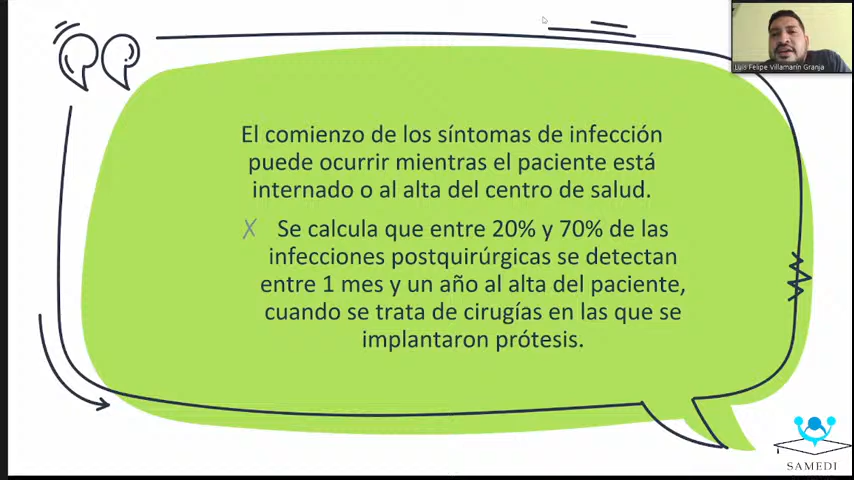 Luis Felipe Villamarín Granja
El comienzo de los síntomas de infección
puede ocurrir mientras el paciente está
internado o al alta del centro de salud.
Se calcula que entre 20% y 70% de las
infecciones postquirúrgicas se detectan
entre 1 mes y un año al alta del paciente,
cuando se trata de cirugías en las que se
implantaron prótesis.
SAMEDI